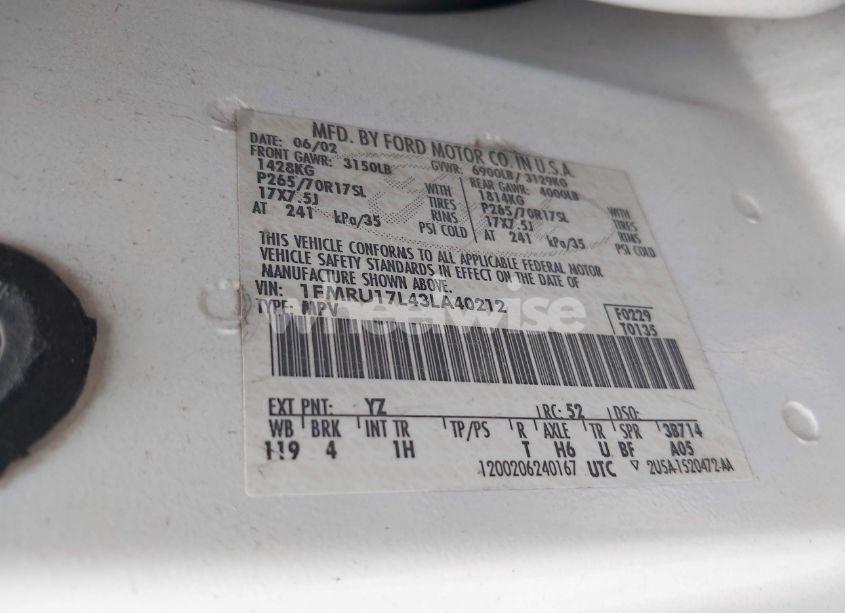 MFD. BY FORD MOTOR CO. IN U.S.A.
DATE: 06/02 GVWR: 6900LB/ 3129KG
FRONT GAWR: 3150LB REAR GAWR: 4000LB
1428KG WITH 1814KG WITH
P265/70R17SL TIRES P265/70R17SL TIRES
17X7.5J RINS 17X7.5J RINS
AT 241 kPa/35 PSI COLD AT 241 kPa/35 PSI COLD
THIS VEHICLE CONFORMS TO ALL APPLICABLE FEDERAL MOTOR
VEHICLE SAFETY STANDARDS IN EFFECT ON THE DATE OF
MANUFACTURE SHOWN ABOVE.
VIN: 1FMRU17L43LA40212 F0229
TYPE: MPV T0135
wheelwise
EXT PNT: YZ RC: 52 DSO:
WB BRK INT TR TP/PS R AXLE TR SPR 38714
119 4 1H T H6 U BF A05
1200206240167 UTC 2U5A-1520472-AA